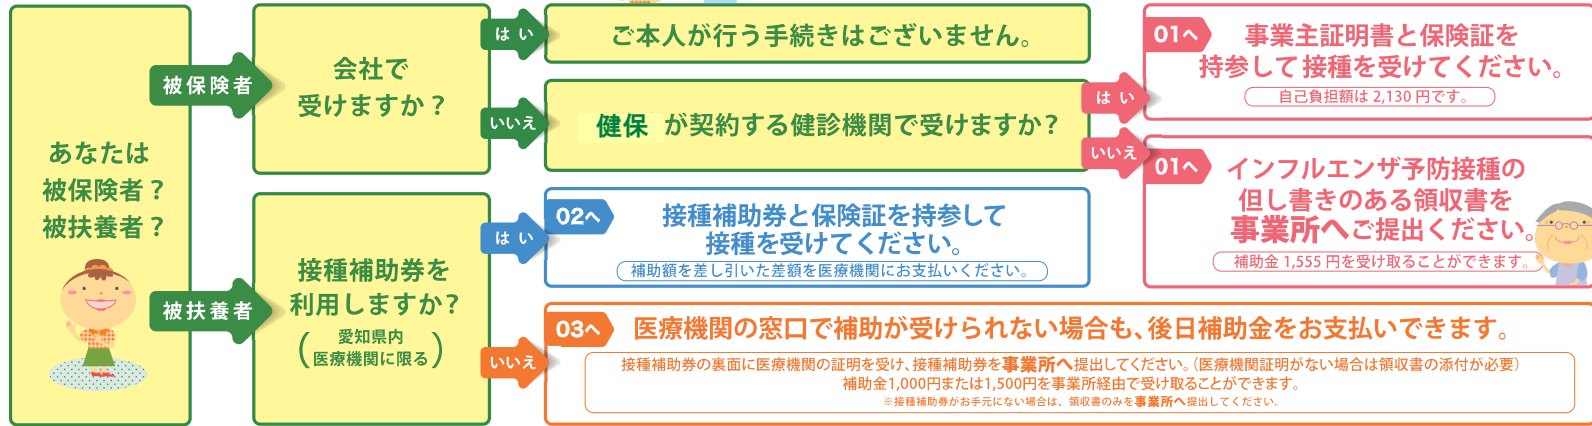 あなたは
被保険者？
被扶養者？
被保険者
会社で
受けますか？
はい
ご本人が行う手続きはございません。
いいえ
健保 が契約する健診機関で受けますか？
はい
01へ
事業主証明書と保険証を
持参して接種を受けてください。
自己負担額は 2,130 円です。
いいえ
01へ
インフルエンザ予防接種の
但し書きのある領収書を
事業所へご提出ください。
補助金 1,555 円を受け取ることができます。
被扶養者
接種補助券を
利用しますか？
（愛知県内
医療機関に限る）
はい
02へ
接種補助券と保険証を持参して
接種を受けてください。
補助額を差し引いた差額を医療機関にお支払いください。
いいえ
03へ
医療機関の窓口で補助が受けられない場合も、後日補助金をお支払いできます。
接種補助券の裏面に医療機関の証明を受け、接種補助券を事業所へ提出してください。（医療機関証明がない場合は領収書の添付が必要）
補助金1,000円または1,500円を事業所経由で受け取ることができます。
※接種補助券がお手元にない場合は、領収書のみを事業所へ提出してください。